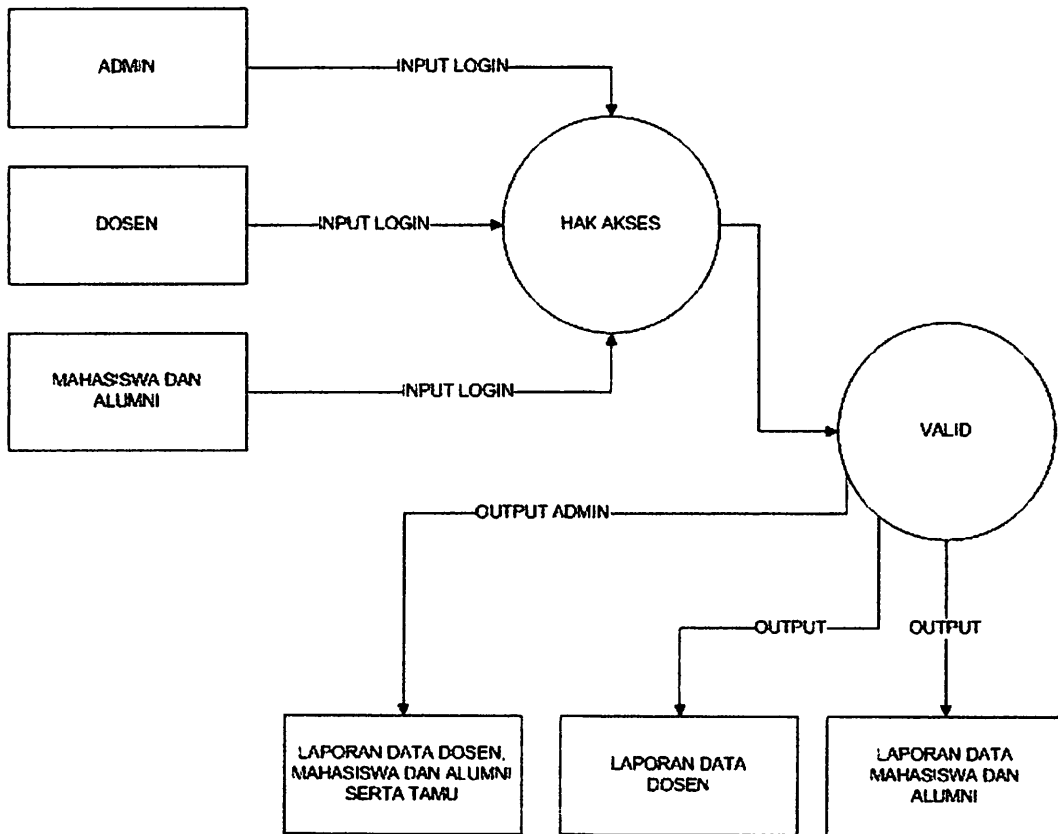 ADMIN
INPUT LOGIN
DOSEN
INPUT LOGIN
HAK AKSES
MAHASISWA DAN
ALUMNI
INPUT LOGIN
VALID
OUTPUT ADMIN
OUTPUT
OUTPUT
LAPORAN DATA DOSEN,
MAHASISWA DAN ALUMNI
SERTA TAMU
LAPORAN DATA
DOSEN
LAPORAN DATA
MAHASISWA DAN
ALUMNI